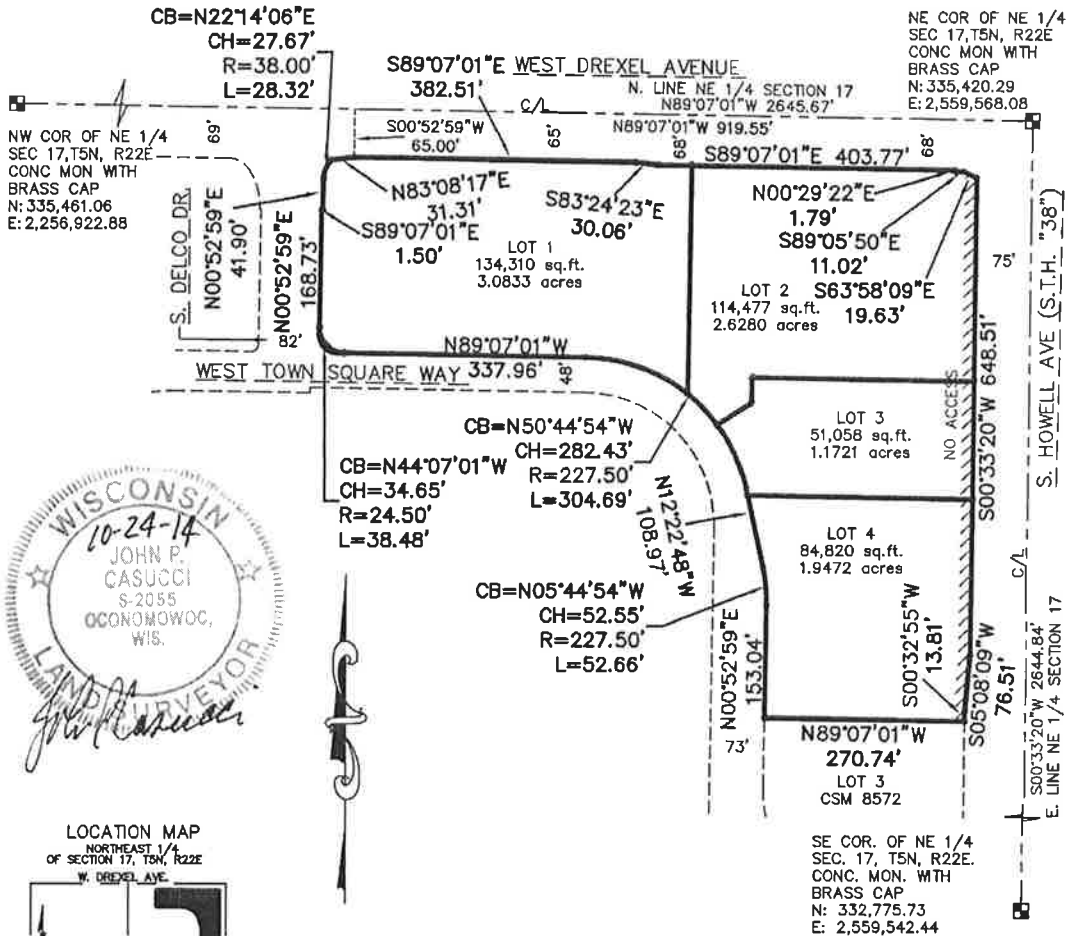 CB=N22°14'06"E
CH=27.67'
R=38.00'
L=28.32'
S89°07'01"E
382.51'
WEST DREXEL AVENUE
C/L
N. LINE NE 1/4 SECTION 17
N89°07'01"W 2645.67'
N89°07'01"W 919.55'
NE COR OF NE 1/4
SEC 17,T5N, R22E
CONC MON WITH
BRASS CAP
N: 335,420.29
E: 2,559,568.08
NW COR OF NE 1/4
SEC 17,T5N, R22E
CONC MON WITH
BRASS CAP
N: 335,461.06
E: 2,256,922.88
69'
S00°52'59"W
65.00'
65'
68'
S89°07'01"E 403.77'
68'
S. DELCO DR
N00°52'59"E
41.90'
N00°52'59"E
168.73'
82'
N83°08'17"E
31.31'
S89°07'01"E
1.50'
S83°24'23"E
30.06'
LOT 1
134,310 sq.ft.
3.0833 acres
N00°29'22"E
1.79'
S89°05'50"E
11.02'
S63°58'09"E
19.63'
LOT 2
114,477 sq.ft.
2.6280 acres
75'
S. HOWELL AVE (S.T.H. "38")
N89°07'01"W
337.96'
WEST TOWN SQUARE WAY
48'
NO ACCESS
S00°33'20"W 648.51'
LOT 3
51,058 sq.ft.
1.1721 acres
CB=N50°44'54"W
CH=282.43'
R=227.50'
L=304.69'
CB=N44°07'01"W
CH=34.65'
R=24.50'
L=38.48'
N12°22'48"W
108.97'
LOT 4
84,820 sq.ft.
1.9472 acres
CB=N05°44'54"W
CH=52.55'
R=227.50'
L=52.66'
N00°52'59"E
153.04'
73'
S00°32'55"W
13.81'
S05°08'09"W
76.51'
C/L
S00°33'20"W 2644.84'
E. LINE NE 1/4 SECTION 17
N89°07'01"W
270.74'
LOT 3
CSM 8572
WISCONSIN
10-24-14
JOHN P.
CASUCCI
S-2055
OCONOMOWOC,
WIS.
LAND SURVEYOR
John P Casucci
LOCATION MAP
NORTHEAST 1/4
OF SECTION 17, T5N, R22E
W. DREXEL AVE.
SE COR. OF NE 1/4
SEC. 17, T5N, R22E.
CONC. MON. WITH
BRASS CAP
N: 332,775.73
E: 2,559,542.44